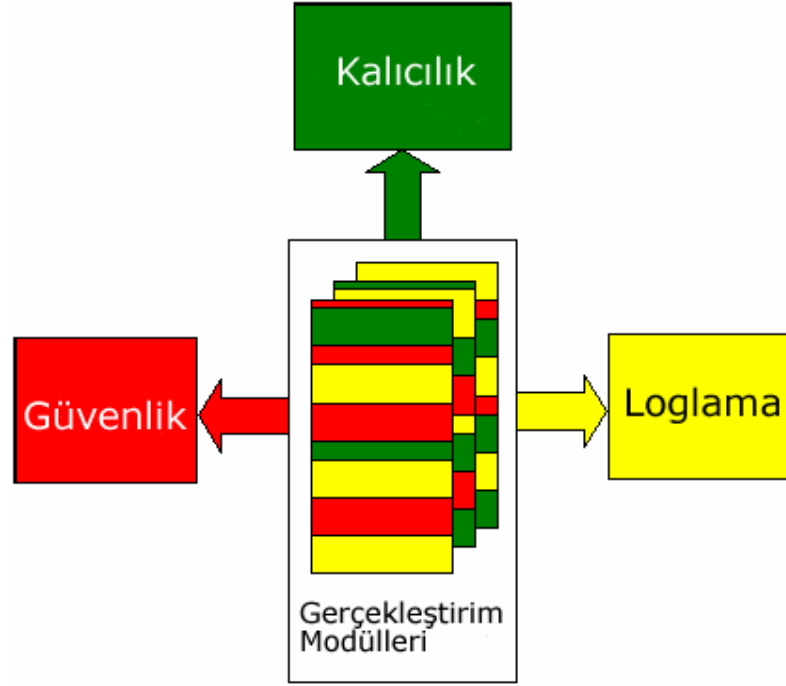 Kalıcılık
Güvenlik
Loglama
Gerçekleştirim
Modülleri